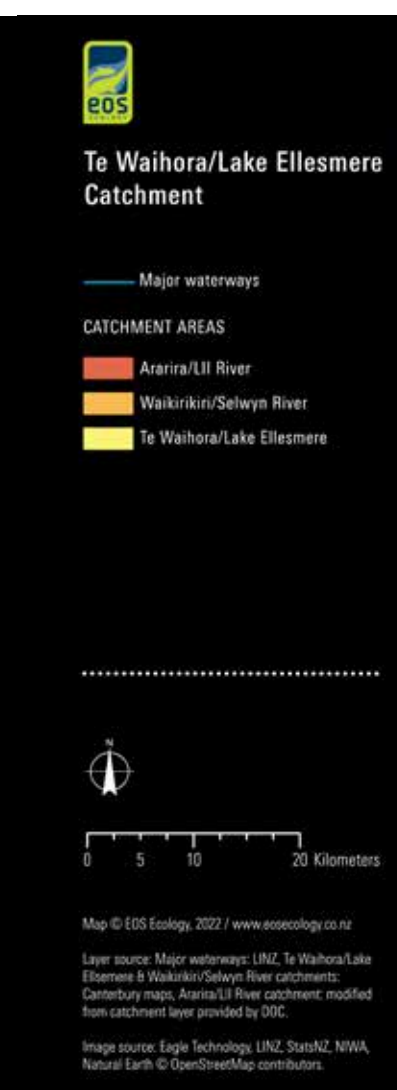 eos
ECOLOGY
Te Waihora/Lake Ellesmere
Catchment
Major waterways
CATCHMENT AREAS
Ararira/LII River
Waikirikiri/Selwyn River
Te Waihora/Lake Ellesmere
N
0 5 10 20 Kilometers
Map © EOS Ecology, 2022 / www.eosecology.co.nz
Layer source: Major waterways: LINZ, Te Waihora/Lake
Ellsemere & Waikirikiri/Selwyn River catchments:
Canterbury maps, Ararira/LII River catchment: modified
from catchment layer provided by DOC.
Image source: Eagle Technology, LINZ, StatsNZ, NIWA,
Natural Earth © OpenStreetMap contributors.